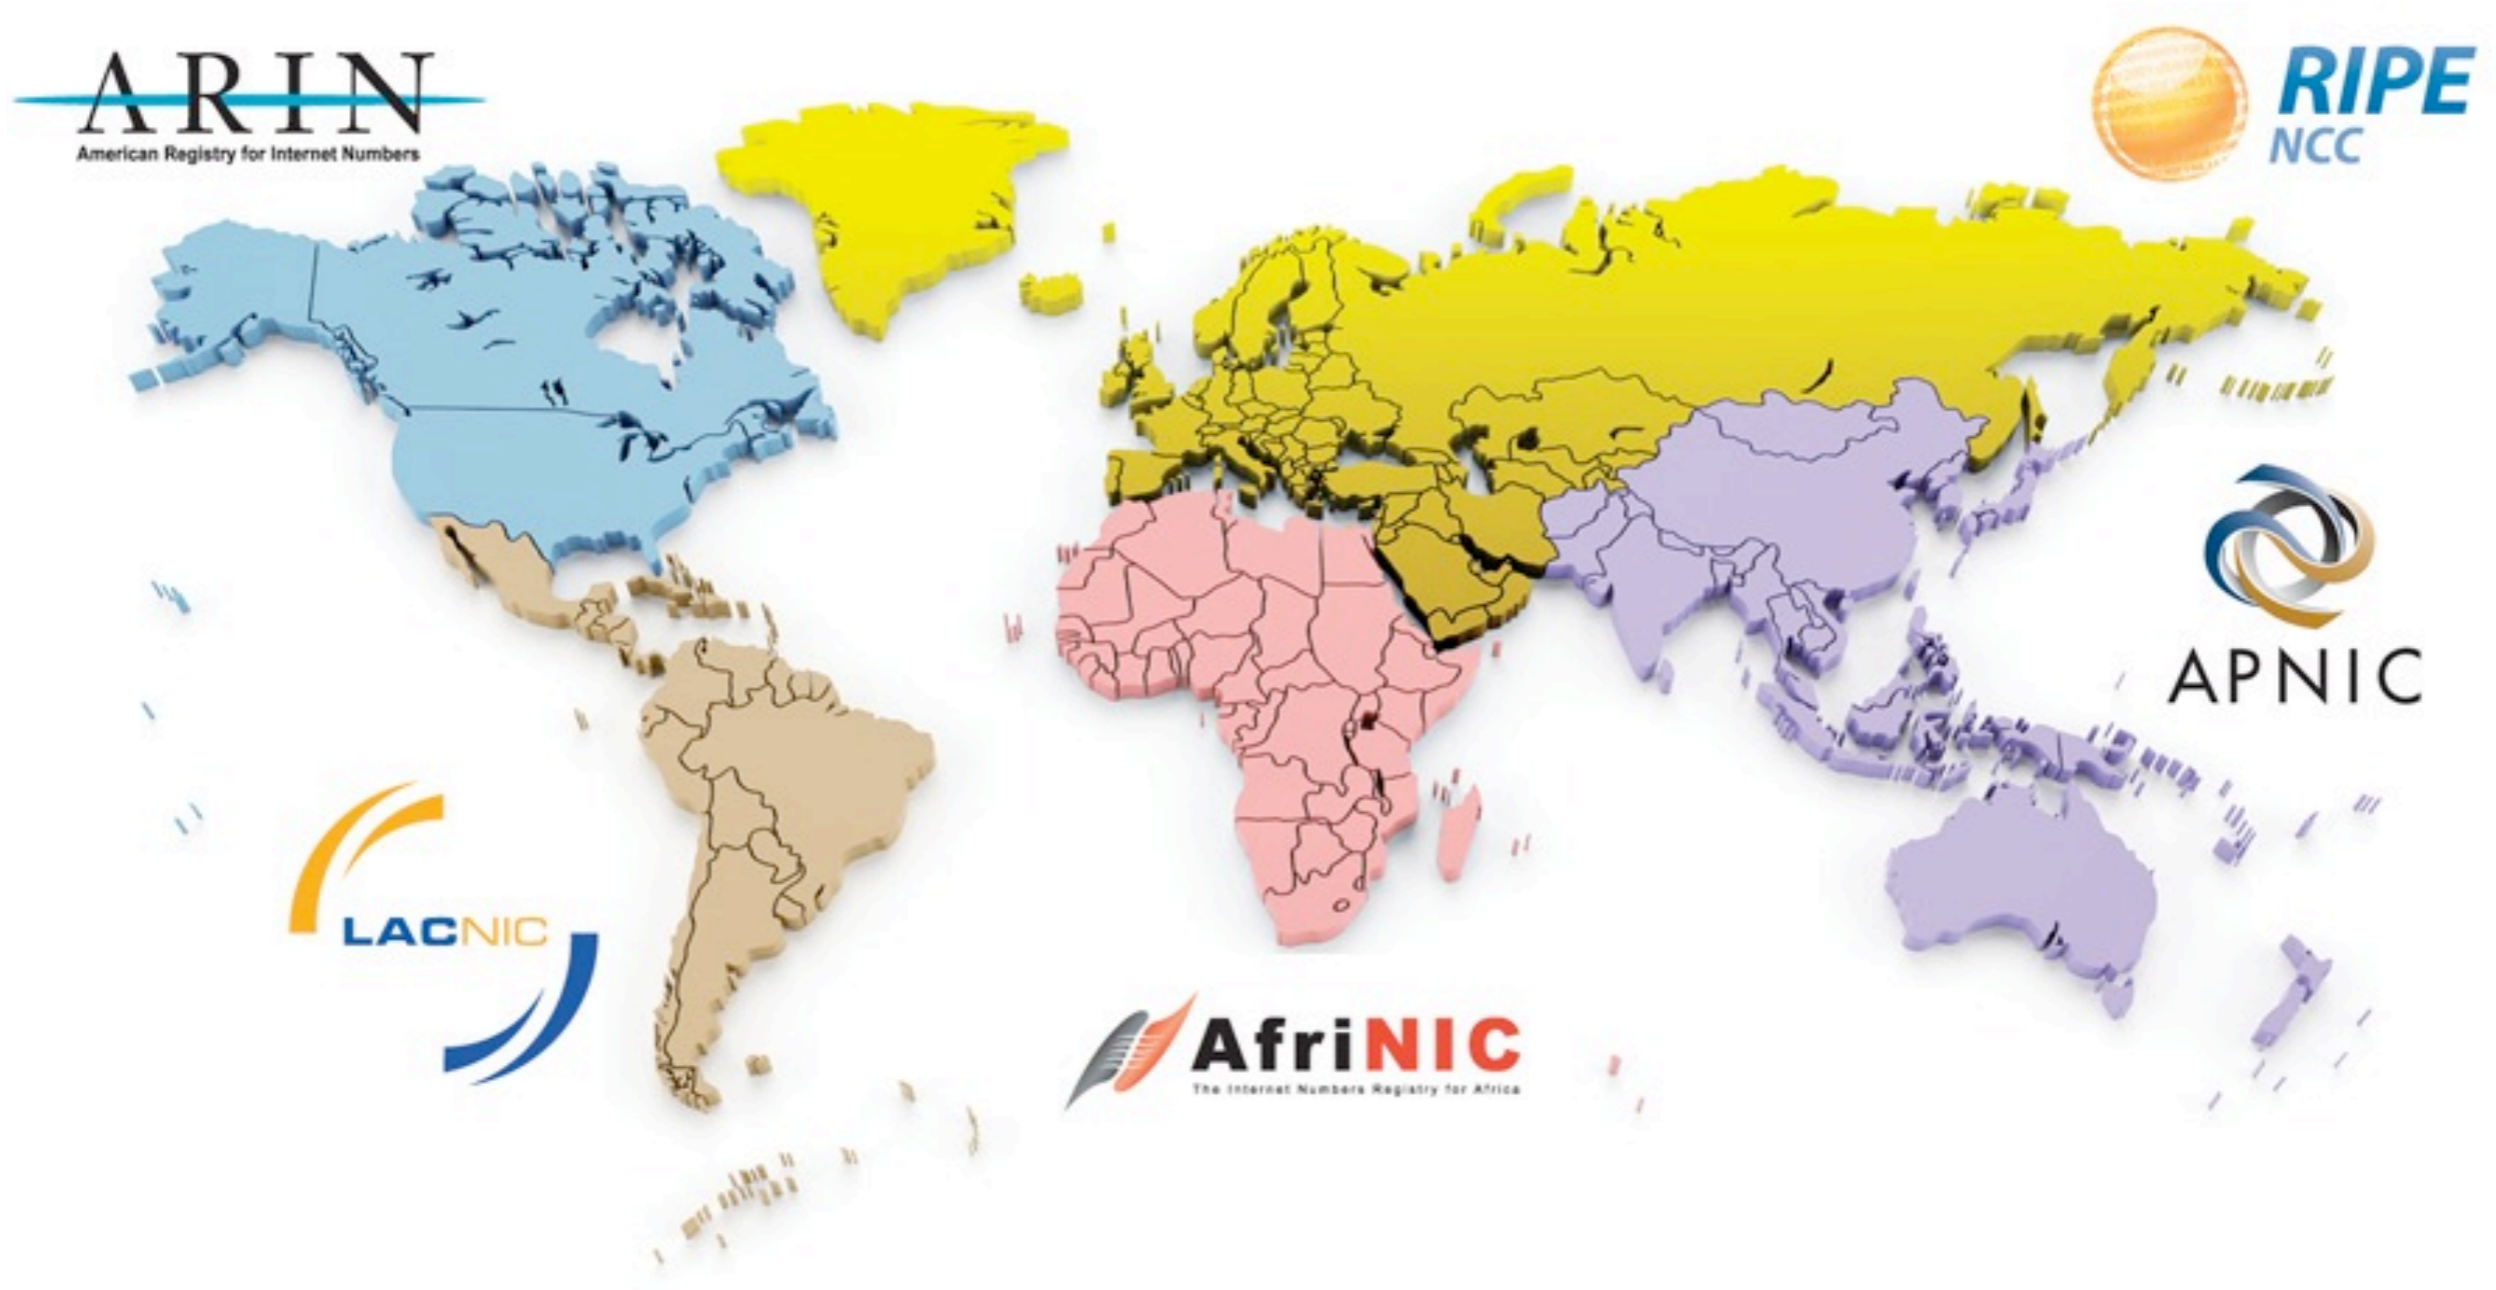 ARIN
American Registry for Internet Numbers
RIPE
NCC
APNIC
LACNIC
AfriNIC
The Internet Numbers Registry for Africa